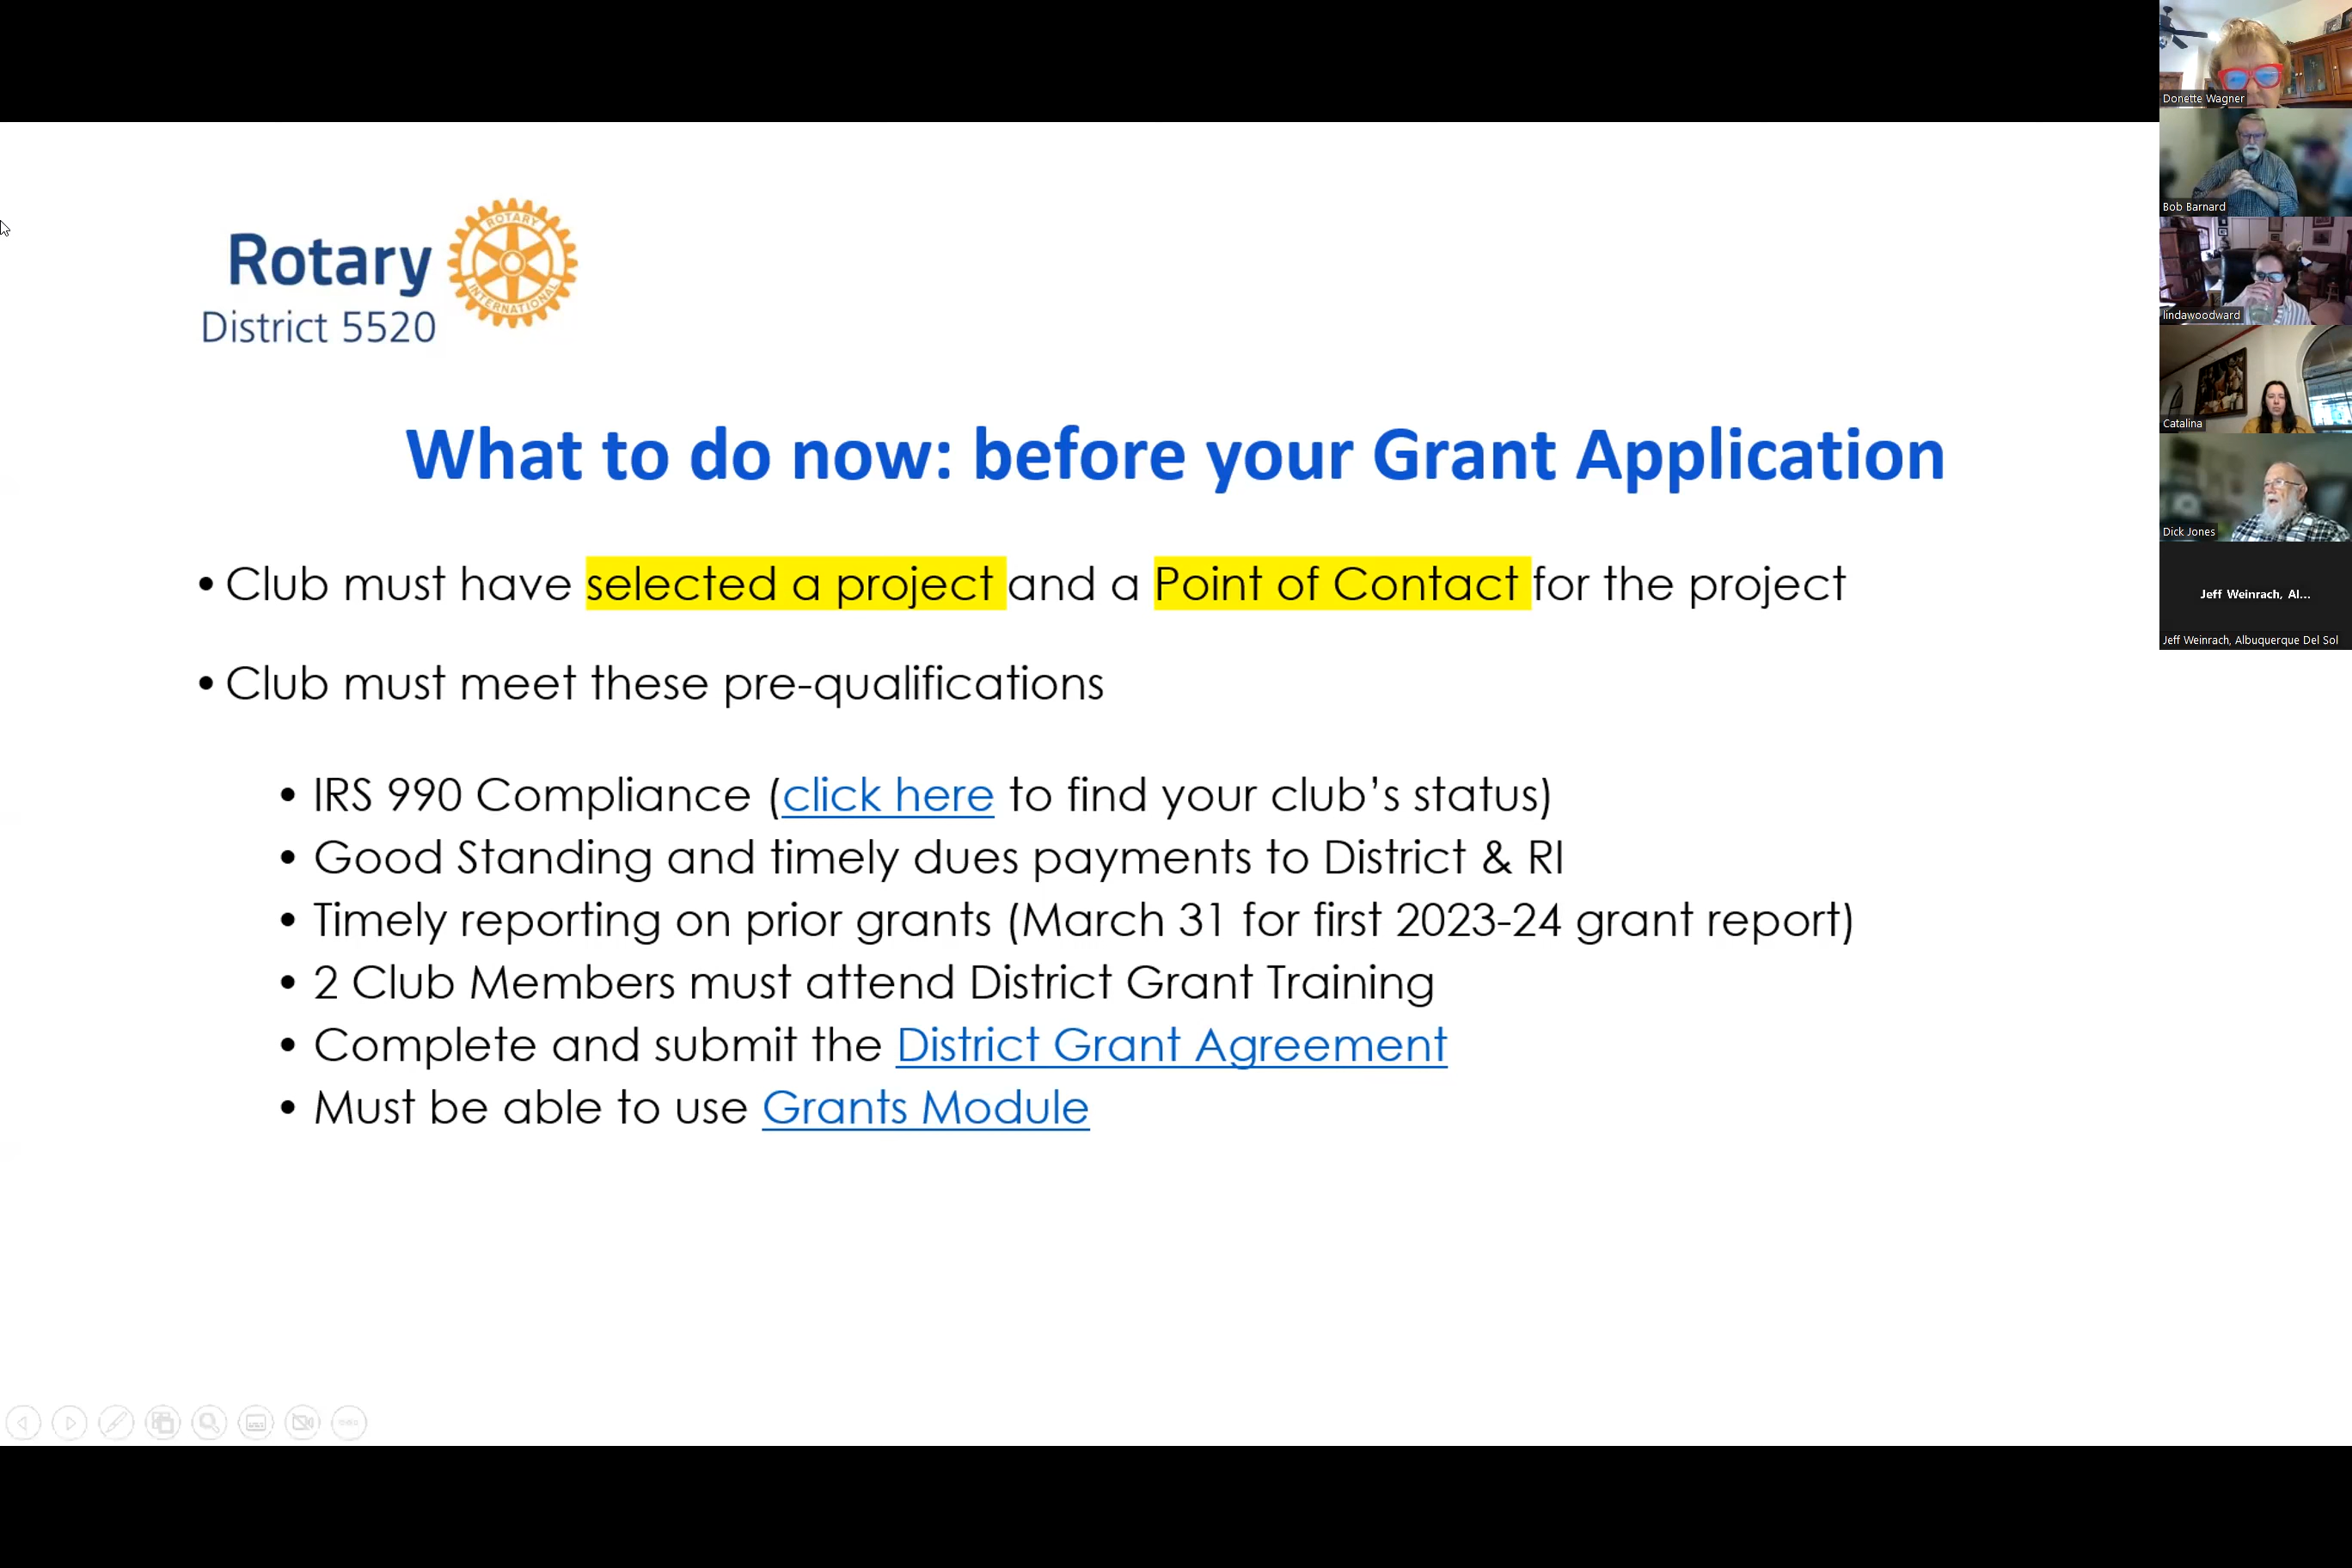 Rotary
District 5520
ROTARY
INTERNATIONAL
What to do now: before your Grant Application
• Club must have selected a project and a Point of Contact for the project
• Club must meet these pre-qualifications
• IRS 990 Compliance (click here to find your club’s status)
• Good Standing and timely dues payments to District & RI
• Timely reporting on prior grants (March 31 for first 2023-24 grant report)
• 2 Club Members must attend District Grant Training
• Complete and submit the District Grant Agreement
• Must be able to use Grants Module
Donette Wagner
Bob Barnard
lindawoodward
Catalina
Dick Jones
Jeff Weinrach, Al...
Jeff Weinrach, Albuquerque Del Sol